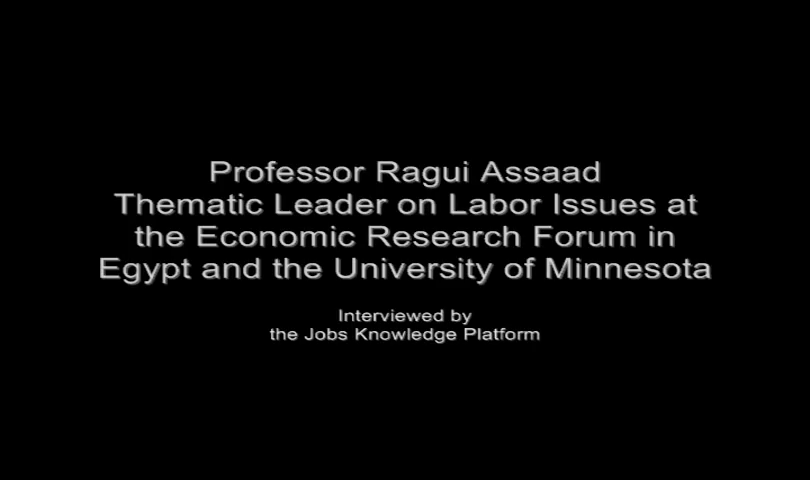 Professor Ragui Assaad
Thematic Leader on Labor Issues at
the Economic Research Forum in
Egypt and the University of Minnesota
Interviewed by
the Jobs Knowledge Platform